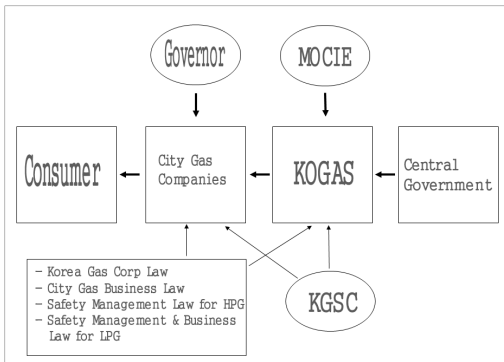 Governor
MOCIE
Consumer
City Gas
Companies
KOGAS
Central
Government
– Korea Gas Corp Law
– City Gas Business Law
– Safety Management Law for HPG
– Safety Management & Business
Law for LPG
KGSC